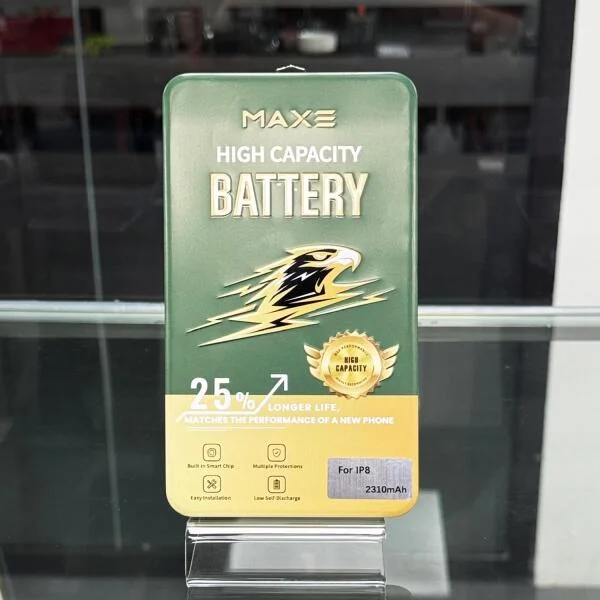 MAXE
HIGH CAPACITY
BATTERY
HIGH
CAPACITY
25%
LONGER LIFE,
MATCHES THE PERFORMANCE OF A NEW PHONE
Built in Smart Chip
Multiple Protections
Easy Installation
Low Self-Discharge
For IP8
2310mAh